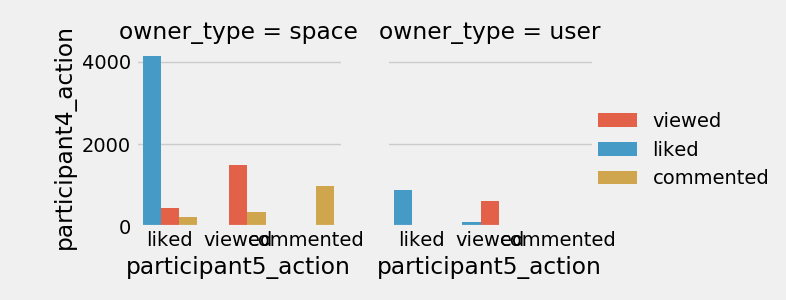 owner_type = space
owner_type = user
participant4_action
4000
2000
0
liked
viewed
commented
liked
viewed
commented
participant5_action
participant5_action
viewed
liked
commented